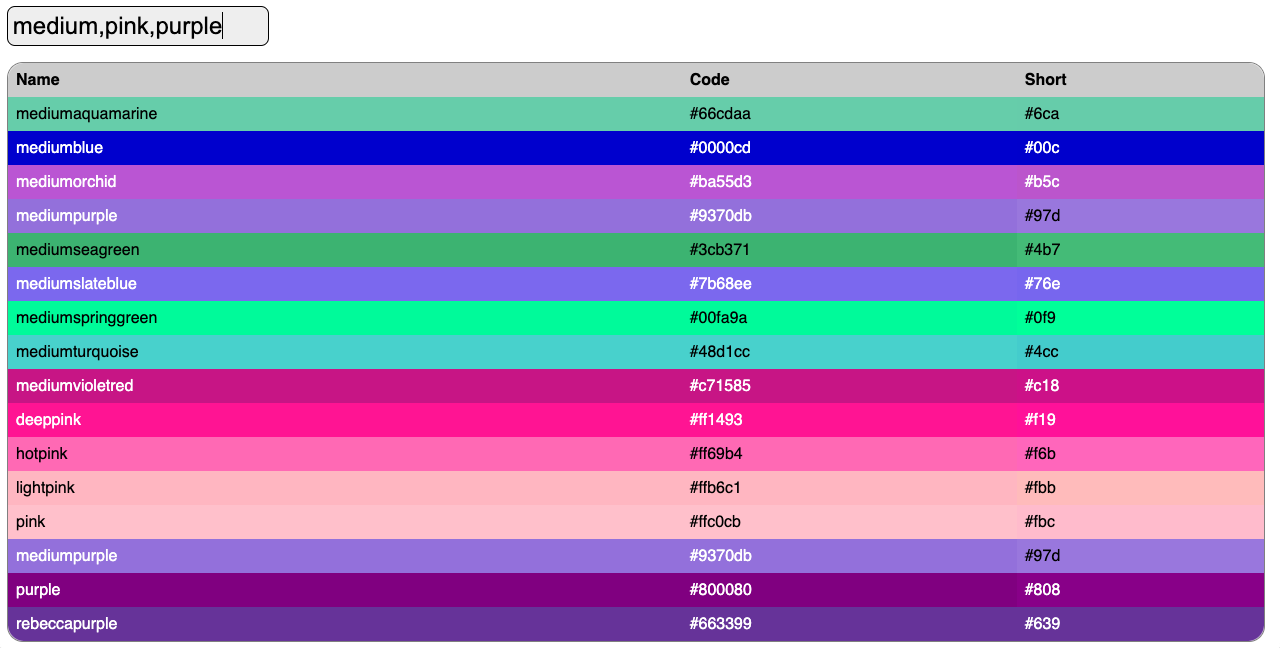 medium,pink,purple
Name Code Short
mediumaquamarine #66cdaa #6ca
mediumblue #0000cd #00c
mediumorchid #ba55d3 #b5c
mediumpurple #9370db #97d
mediumseagreen #3cb371 #4b7
mediumslateblue #7b68ee #76e
mediumspringgreen #00fa9a #0f9
mediumturquoise #48d1cc #4cc
mediumvioletred #c71585 #c18
deeppink #ff1493 #f19
hotpink #ff69b4 #f6b
lightpink #ffb6c1 #fbb
pink #ffc0cb #fbc
mediumpurple #9370db #97d
purple #800080 #808
rebeccapurple #663399 #639